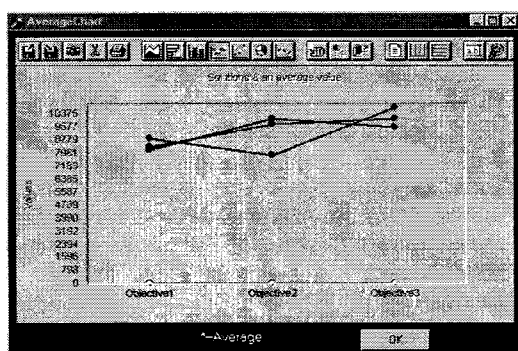 AverageChart
Solutions & an average value
Values
10375
9577
8779
7981
7183
6385
5587
4789
3990
3192
2394
1596
798
0
Objective1
Objective2
Objective3
*--Average
OK